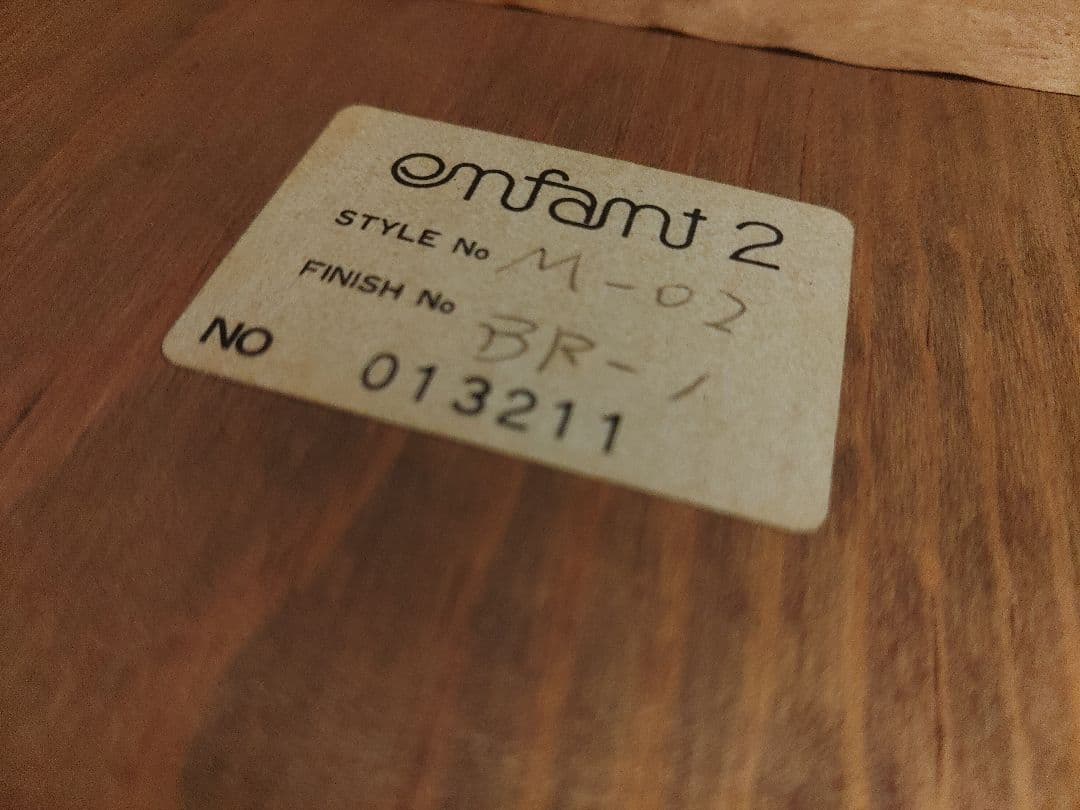 enfant 2
STYLE No M-02
FINISH No BR-1
NO 013211